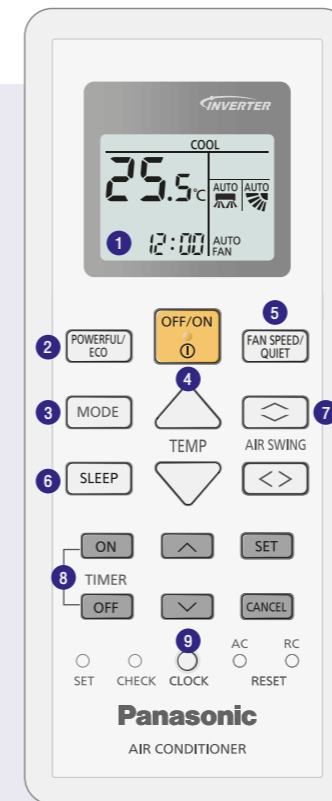 INVERTER
COOL
25.5°C
AUTO AUTO
1 12:00 AUTO FAN
5
2 POWERFUL/ECO OFF/ON FAN SPEED/QUIET
4
3 MODE 7
TEMP AIR SWING
6 SLEEP < >
ON SET
8 TIMER
OFF CANCEL
9
AC RC
SET CHECK CLOCK RESET
Panasonic
AIR CONDITIONER